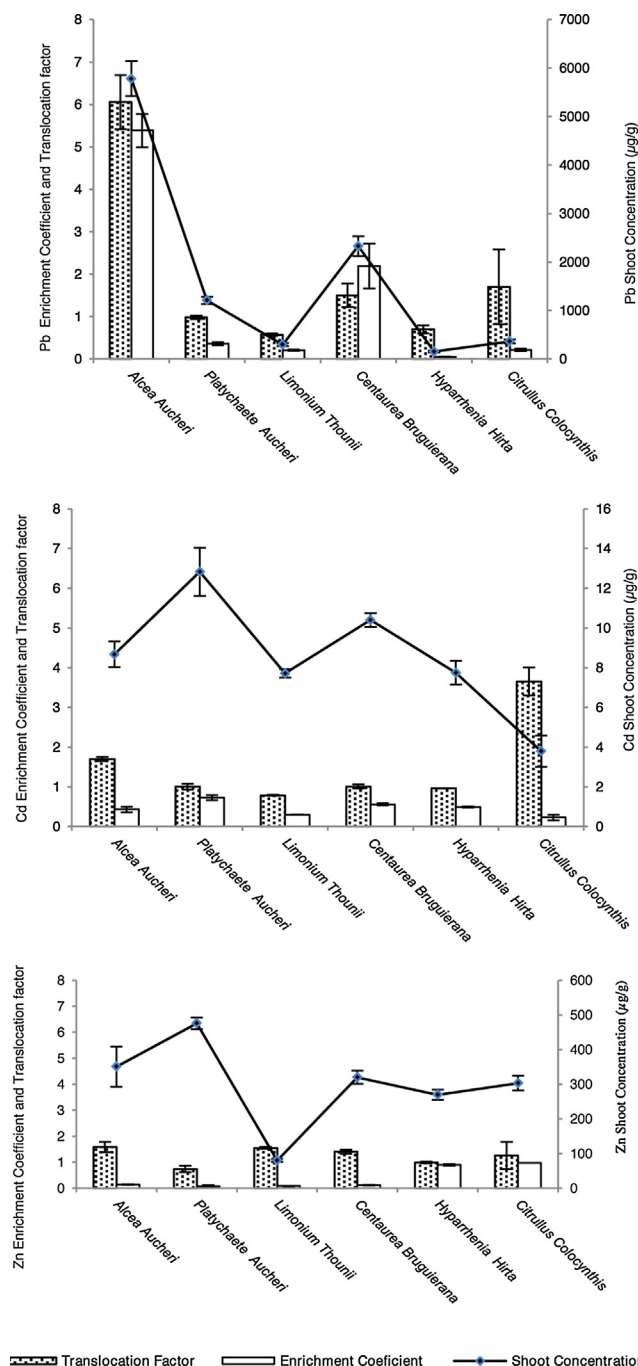 Pb Enrichment Coefficient and Translocation factor
8
7
6
5
4
3
2
1
0
7000
6000
5000
4000
3000
2000
1000
0
Pb Shoot Concentration (µg/g)
Alcea Aucheri
Platychaete Aucheri
Limonium Thounii
Centaurea Bruguierana
Hyparrhenia Hirta
Citrullus Colocynthis
Cd Enrichment Coefficient and Translocation factor
8
7
6
5
4
3
2
1
0
16
14
12
10
8
6
4
2
0
Cd Shoot Concentration (µg/g)
Alcea Aucheri
Platychaete Aucheri
Limonium Thounii
Centaurea Bruguierana
Hyparrhenia Hirta
Citrullus Colocynthis
Zn Enrichment Coefficient and Translocation factor
8
7
6
5
4
3
2
1
0
600
500
400
300
200
100
0
Zn Shoot Concentration (µg/g)
Alcea Aucheri
Platychaete Aucheri
Limonium Thounii
Centaurea Bruguierana
Hyparrhenia Hirta
Citrullus Colocynthis
Translocation Factor
Enrichment Coeficient
Shoot Concentratio